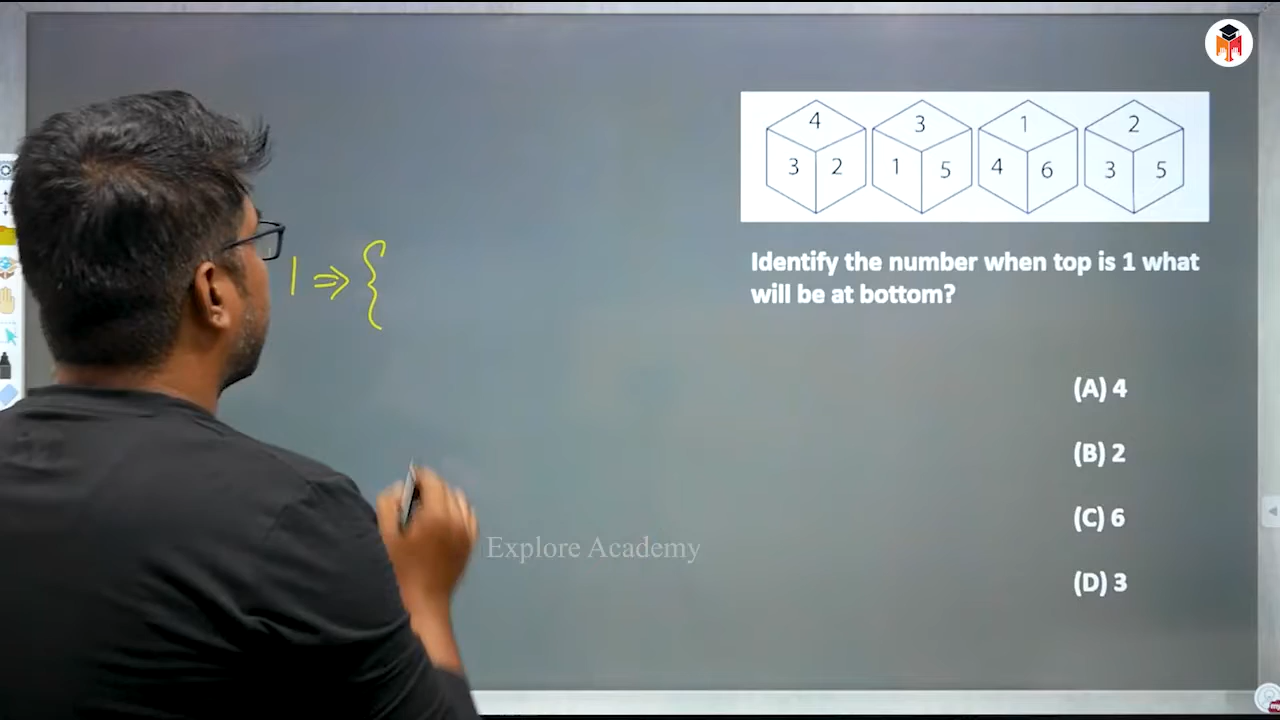 4 3 1 2
3 2 1 5 4 6 3 5
1 ⇒ {
Identify the number when top is 1 what
will be at bottom?
(A) 4
(B) 2
(C) 6
(D) 3
Explore Academy